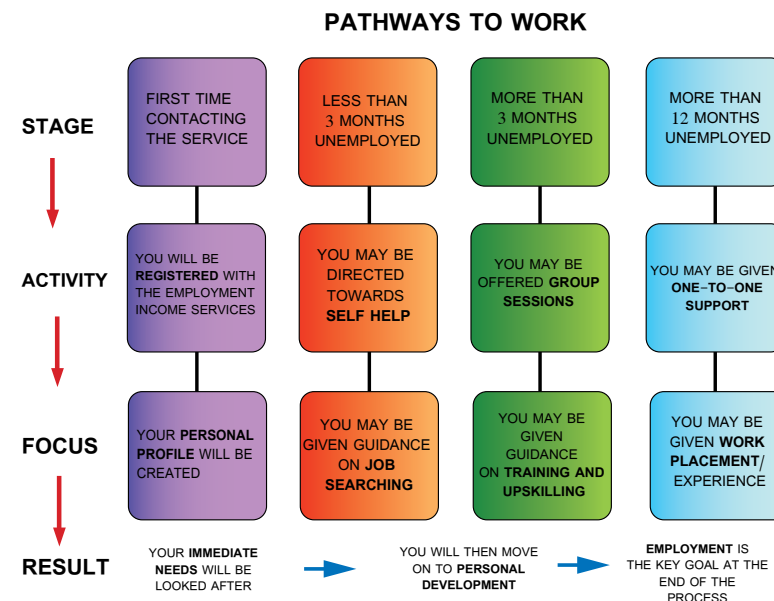 PATHWAYS TO WORK
STAGE
FIRST TIME
CONTACTING
THE SERVICE
LESS THAN
3 MONTHS
UNEMPLOYED
MORE THAN
3 MONTHS
UNEMPLOYED
MORE THAN
12 MONTHS
UNEMPLOYED
ACTIVITY
YOU WILL BE
REGISTERED WITH
THE EMPLOYMENT
INCOME SERVICES
YOU MAY BE
DIRECTED
TOWARDS
SELF HELP
YOU MAY BE
OFFERED GROUP
SESSIONS
YOU MAY BE GIVEN
ONE-TO-ONE
SUPPORT
FOCUS
YOUR PERSONAL
PROFILE WILL BE
CREATED
YOU MAY BE
GIVEN GUIDANCE
ON JOB
SEARCHING
YOU MAY BE
GIVEN
GUIDANCE
ON TRAINING AND
UPSKILLING
YOU MAY BE
GIVEN WORK
PLACEMENT/
EXPERIENCE
RESULT
YOUR IMMEDIATE
NEEDS WILL BE
LOOKED AFTER
YOU WILL THEN MOVE
ON TO PERSONAL
DEVELOPMENT
EMPLOYMENT IS
THE KEY GOAL AT THE
END OF THE
PROCESS